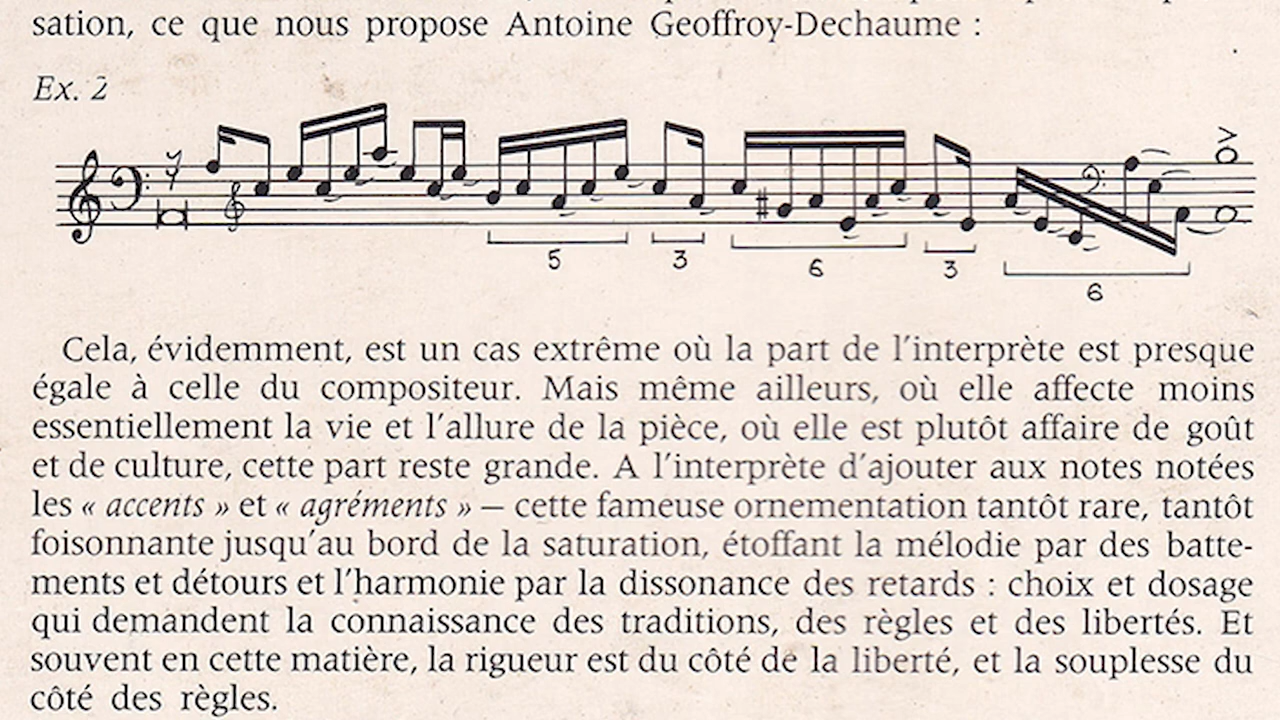 sation, ce que nous propose Antoine Geoffroy-Dechaume :
Ex. 2
5 3 6 3 6
Cela, évidemment, est un cas extrême où la part de l'interprète est presque
égale à celle du compositeur. Mais même ailleurs, où elle affecte moins
essentiellement la vie et l'allure de la pièce, où elle est plutôt affaire de goût
et de culture, cette part reste grande. A l'interprète d'ajouter aux notes notées
les « accents » et « agréments » — cette fameuse ornementation tantôt rare, tantôt
foisonnante jusqu'au bord de la saturation, étoffant la mélodie par des batte-
ments et détours et l'harmonie par la dissonance des retards : choix et dosage
qui demandent la connaissance des traditions, des règles et des libertés. Et
souvent en cette matière, la rigueur est du côté de la liberté, et la souplesse du
côté des règles.